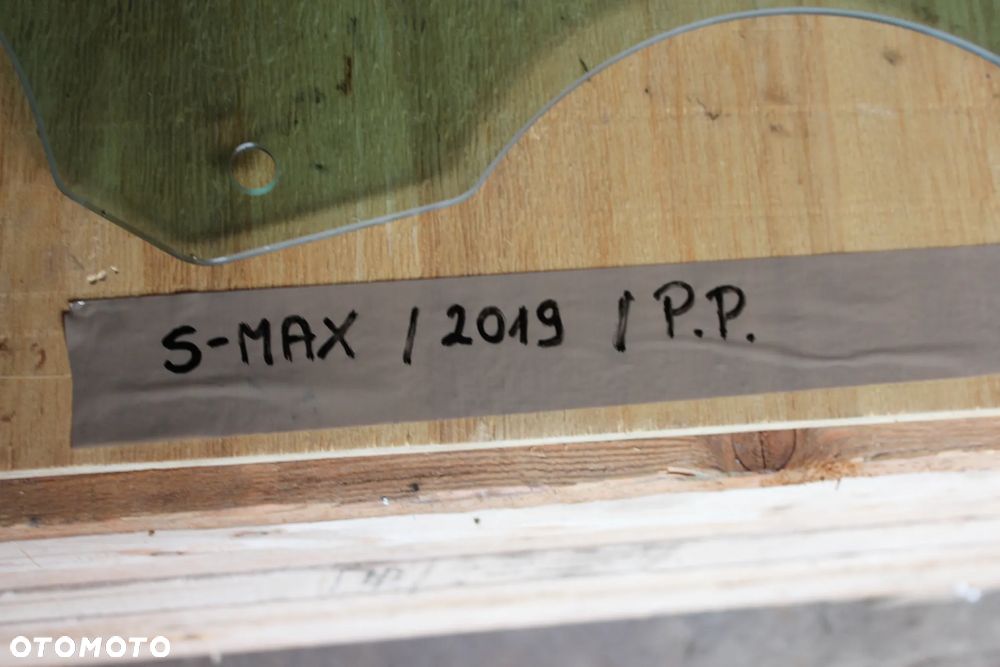 S-MAX / 2019 / P.P.
OTOMOTO